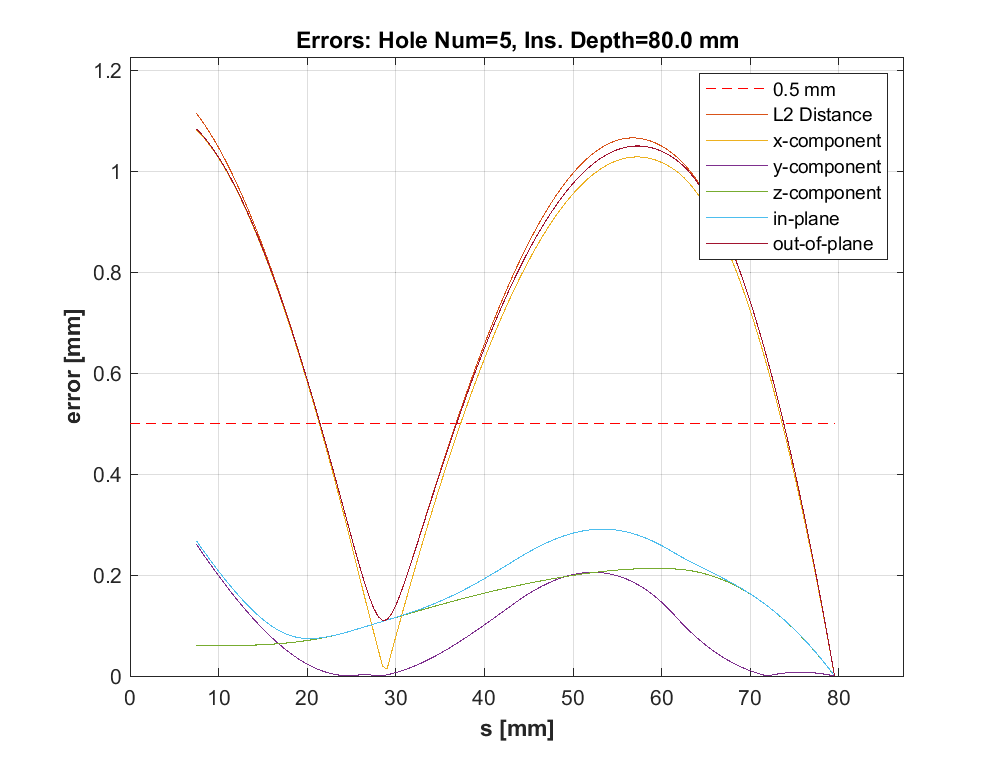 Errors: Hole Num=5, Ins. Depth=80.0 mm
1.2
1
0.8
0.6
0.4
0.2
0
error [mm]
0.5 mm
L2 Distance
x-component
y-component
z-component
in-plane
out-of-plane
0 10 20 30 40 50 60 70 80
s [mm]